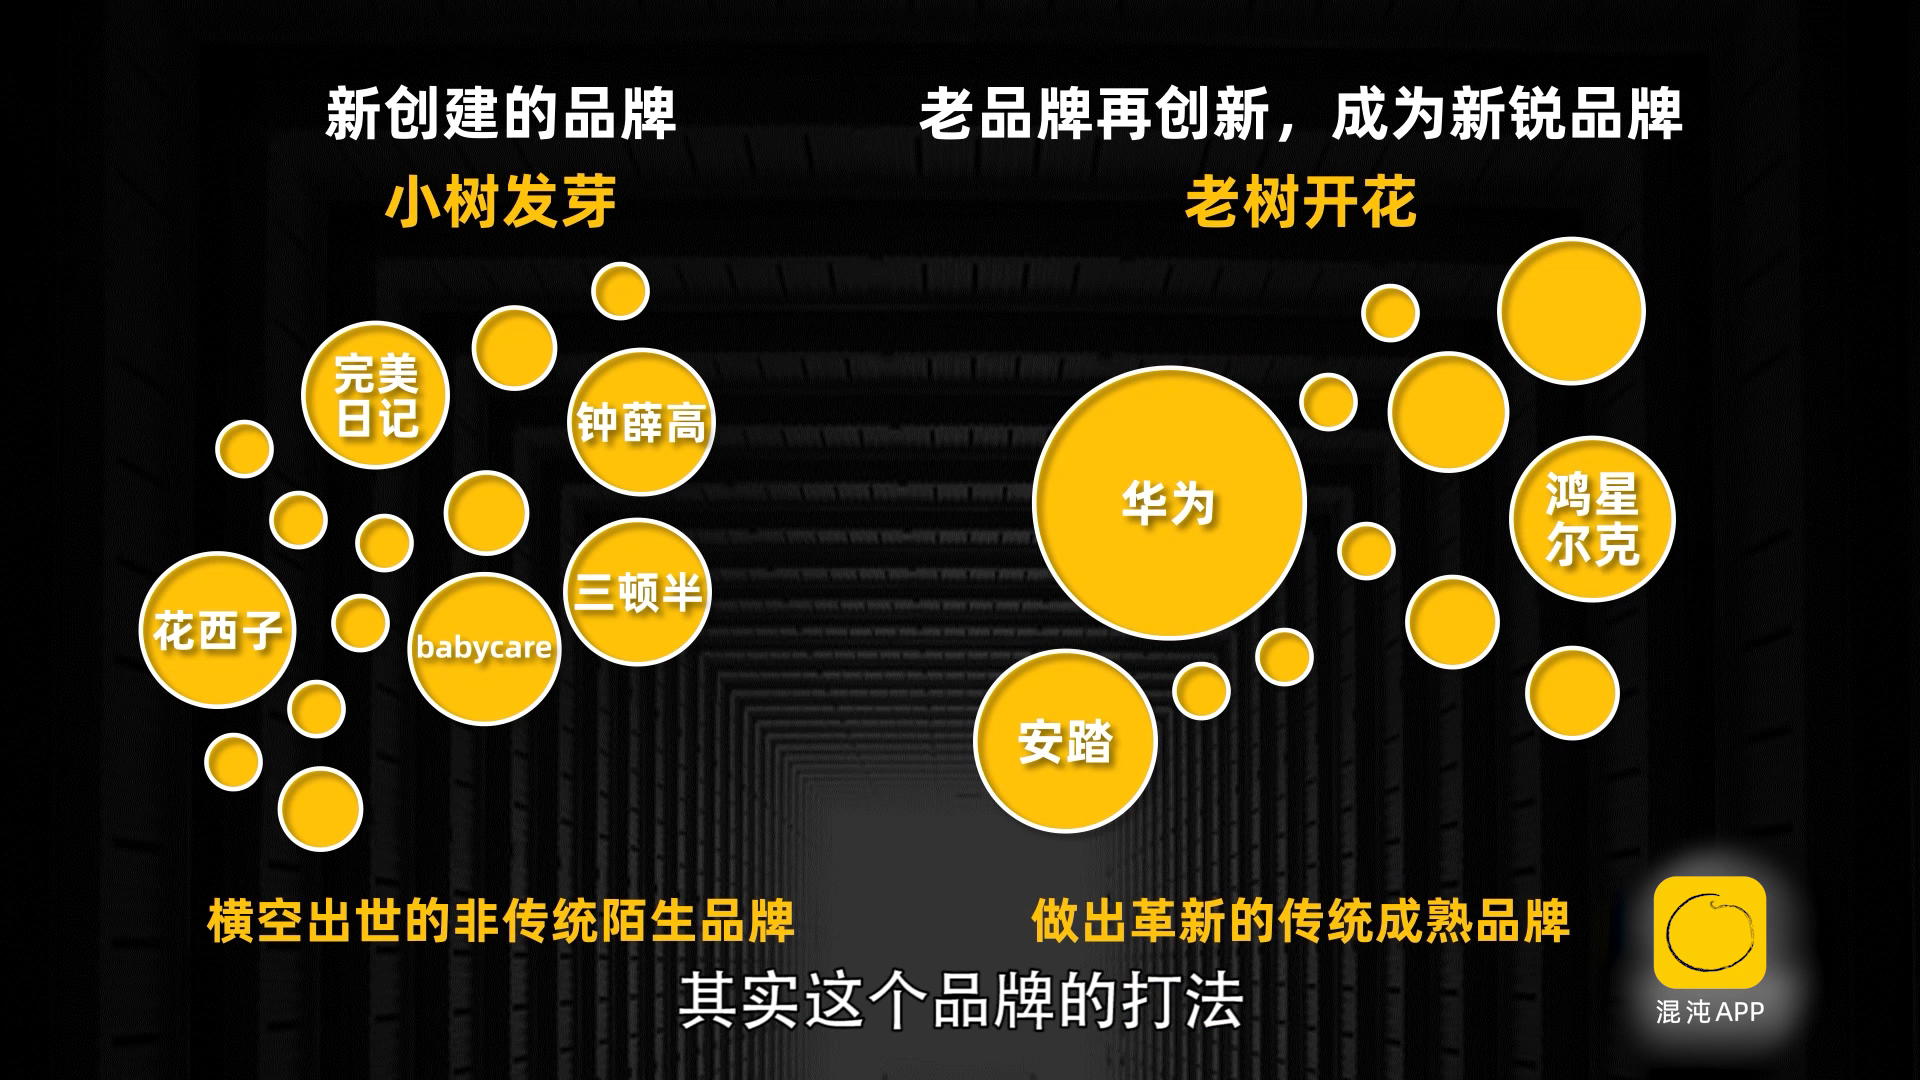 新创建的品牌
小树发芽
完美
日记
钟薛高
花西子
babycare
三顿半
横空出世的非传统陌生品牌
老品牌再创新，成为新锐品牌
老树开花
华为
鸿星
尔克
安踏
做出革新的传统成熟品牌
其实这个品牌的打法
混沌APP